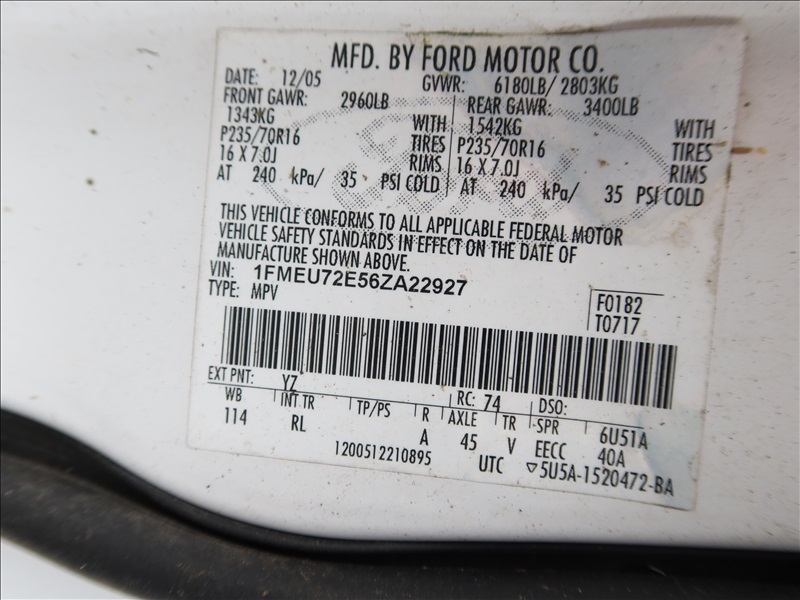 MFD. BY FORD MOTOR CO.
DATE: 12/05 GVWR: 6180LB/ 2803KG
FRONT GAWR: 2960LB REAR GAWR: 3400LB
1343KG WITH 1542KG WITH
P235/70R16 TIRES P235/70R16 TIRES
16 X 7.0J RIMS 16 X 7.0J RIMS
AT 240 kPa/ 35 PSI COLD AT 240 kPa/ 35 PSI COLD
THIS VEHICLE CONFORMS TO ALL APPLICABLE FEDERAL MOTOR
VEHICLE SAFETY STANDARDS IN EFFECT ON THE DATE OF
MANUFACTURE SHOWN ABOVE.
VIN: 1FMEU72E56ZA22927
TYPE: MPV
F0182
T0717
EXT PNT: YZ RC: 74 DSO:
WB INT TR TP/PS R AXLE TR SPR 6U51A
114 RL A 45 V EECC 40A
1200512210895 UTC ▽5U5A-1520472-BA